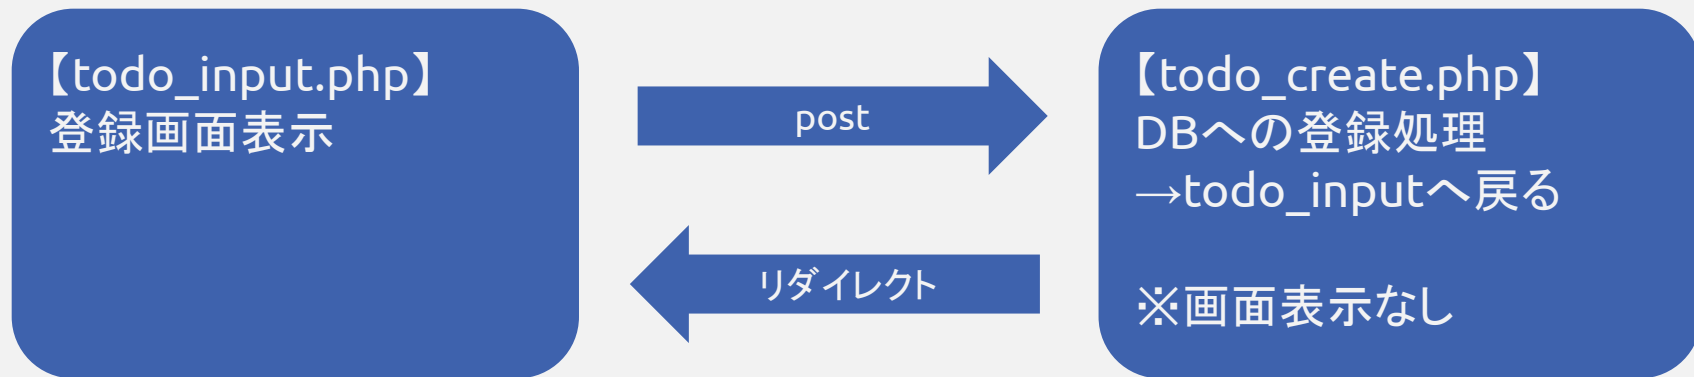 【todo_input.php】
登録画面表示
post
リダイレクト
【todo_create.php】
DBへの登録処理
→todo_inputへ戻る
※画面表示なし